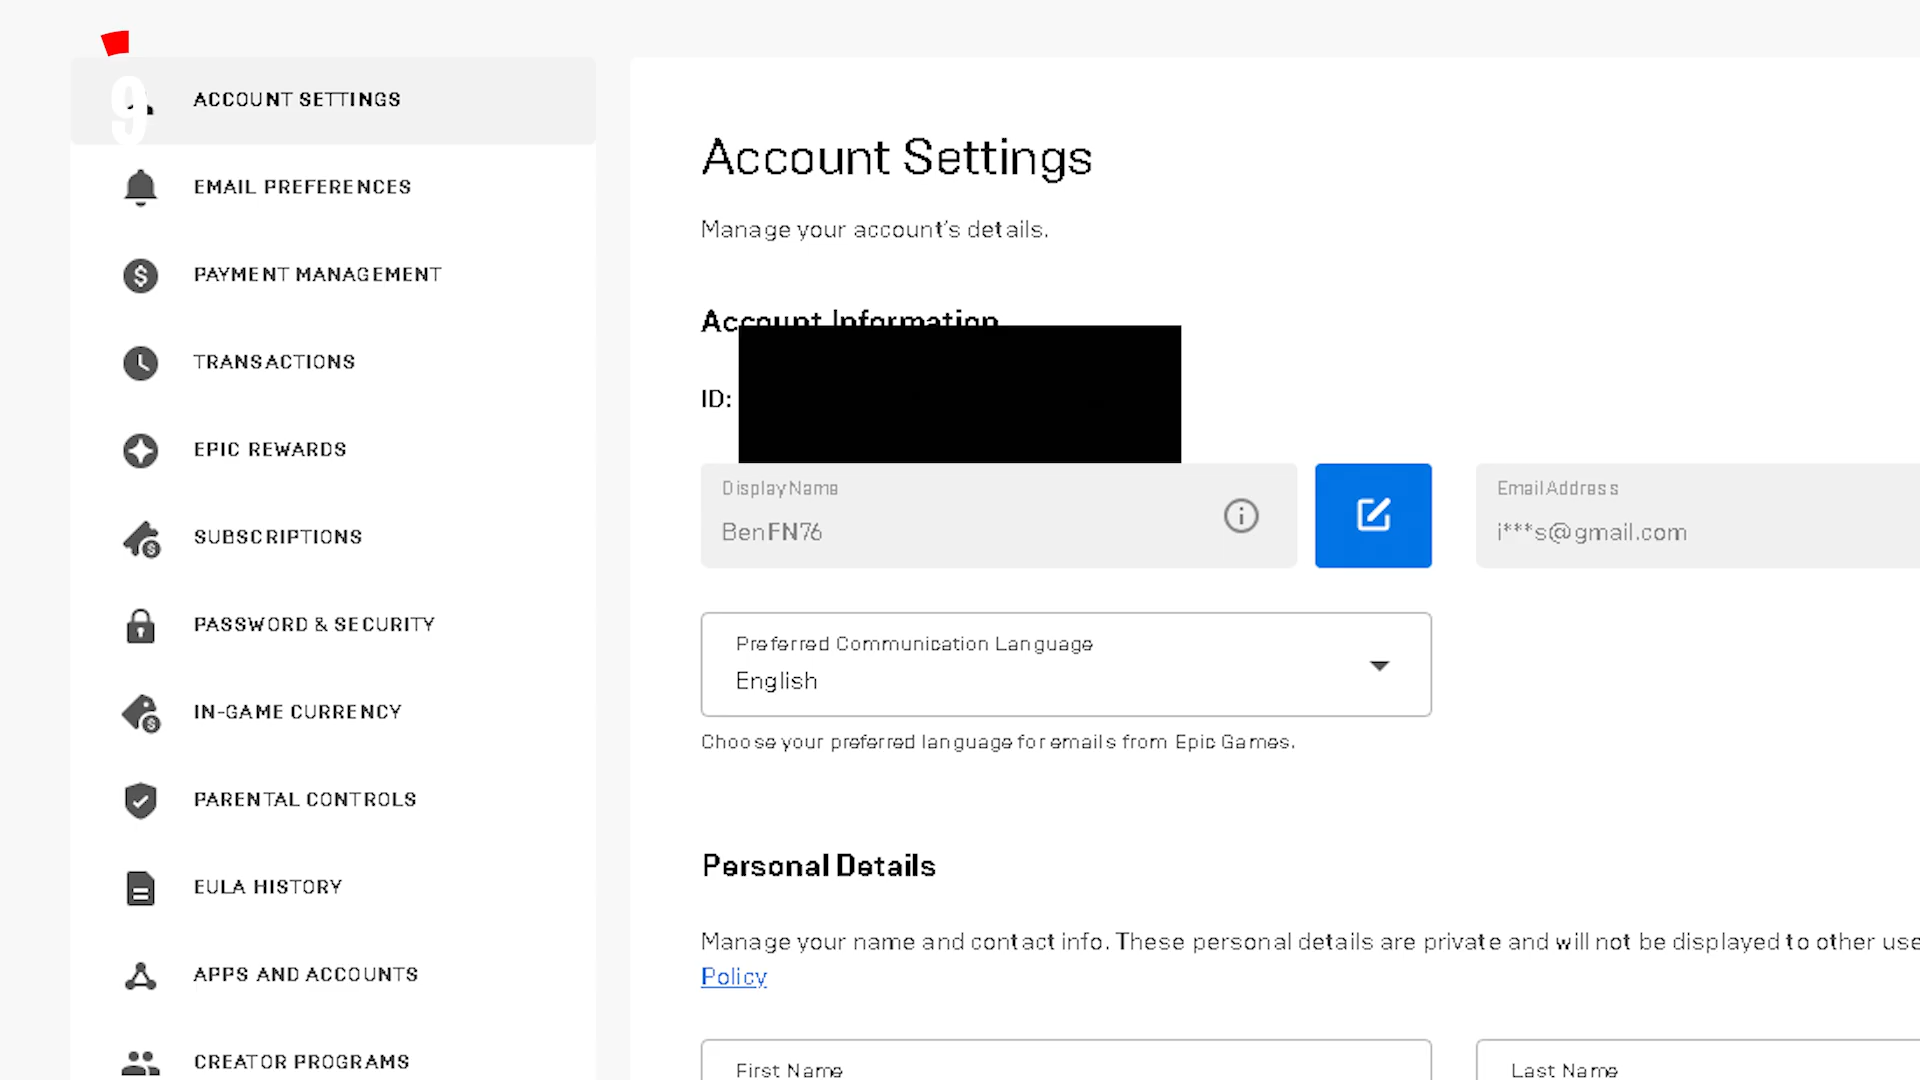 9
ACCOUNT SETTINGS
EMAIL PREFERENCES
PAYMENT MANAGEMENT
TRANSACTIONS
EPIC REWARDS
SUBSCRIPTIONS
PASSWORD & SECURITY
IN-GAME CURRENCY
PARENTAL CONTROLS
EULA HISTORY
APPS AND ACCOUNTS
CREATOR PROGRAMS
Account Settings
Manage your account's details.
Account Information
ID:
Display Name
BenFN76
Email Address
i***s@gmail.com
Preferred Communication Language
English
Choose your preferred language for emails from Epic Games.
Personal Details
Manage your name and contact info. These personal details are private and will not be displayed to other use
Policy
First Name
Last Name